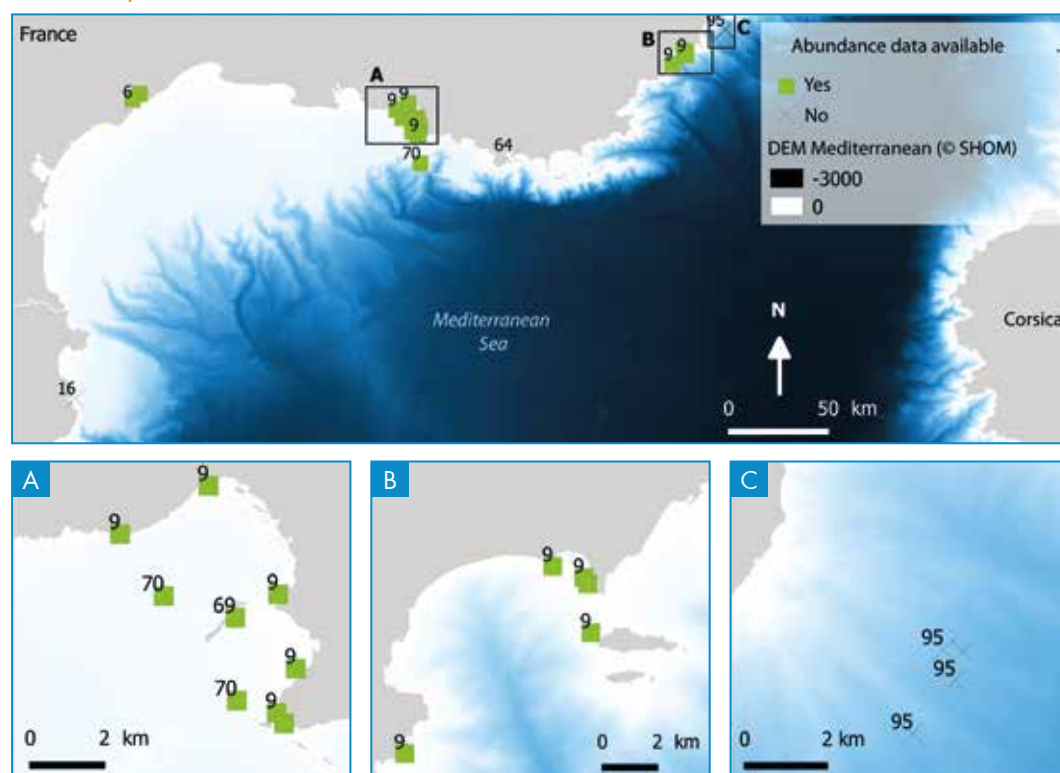 France
95
C
B
9
9
Abundance data available
Yes
No
DEM Mediterranean (© SHOM)
-3000
0
6
A
9
9
9
70
64
Mediterranean
Sea
N
Corsica
16
0 50 km
A
9
9
70
69
9
9
70
9
0 2 km
B
9
9
9
9
0 2 km
C
95
95
95
0 2 km